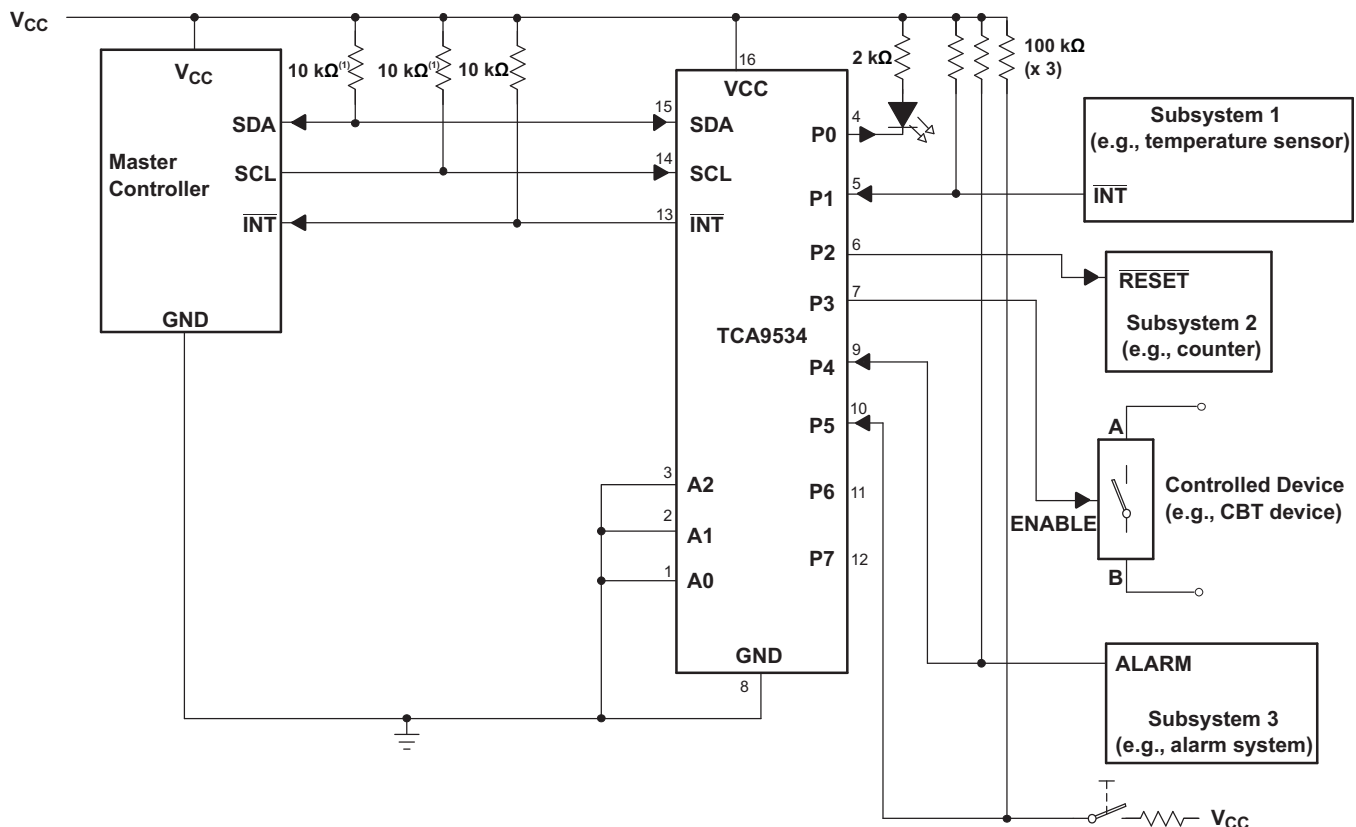 VCC
VCC
10 kΩ(1)
10 kΩ(1)
10 kΩ
Master
Controller
SDA
SCL
INT
GND
16
VCC
15
SDA
14
SCL
13
INT
TCA9534
3
A2
2
A1
1
A0
GND
8
4
P0
5
P1
6
P2
7
P3
9
P4
10
P5
P6
11
P7
12
2 kΩ
100 kΩ
(x 3)
Subsystem 1
(e.g., temperature sensor)
INT
RESET
Subsystem 2
(e.g., counter)
A
ENABLE
B
Controlled Device
(e.g., CBT device)
ALARM
Subsystem 3
(e.g., alarm system)
VCC